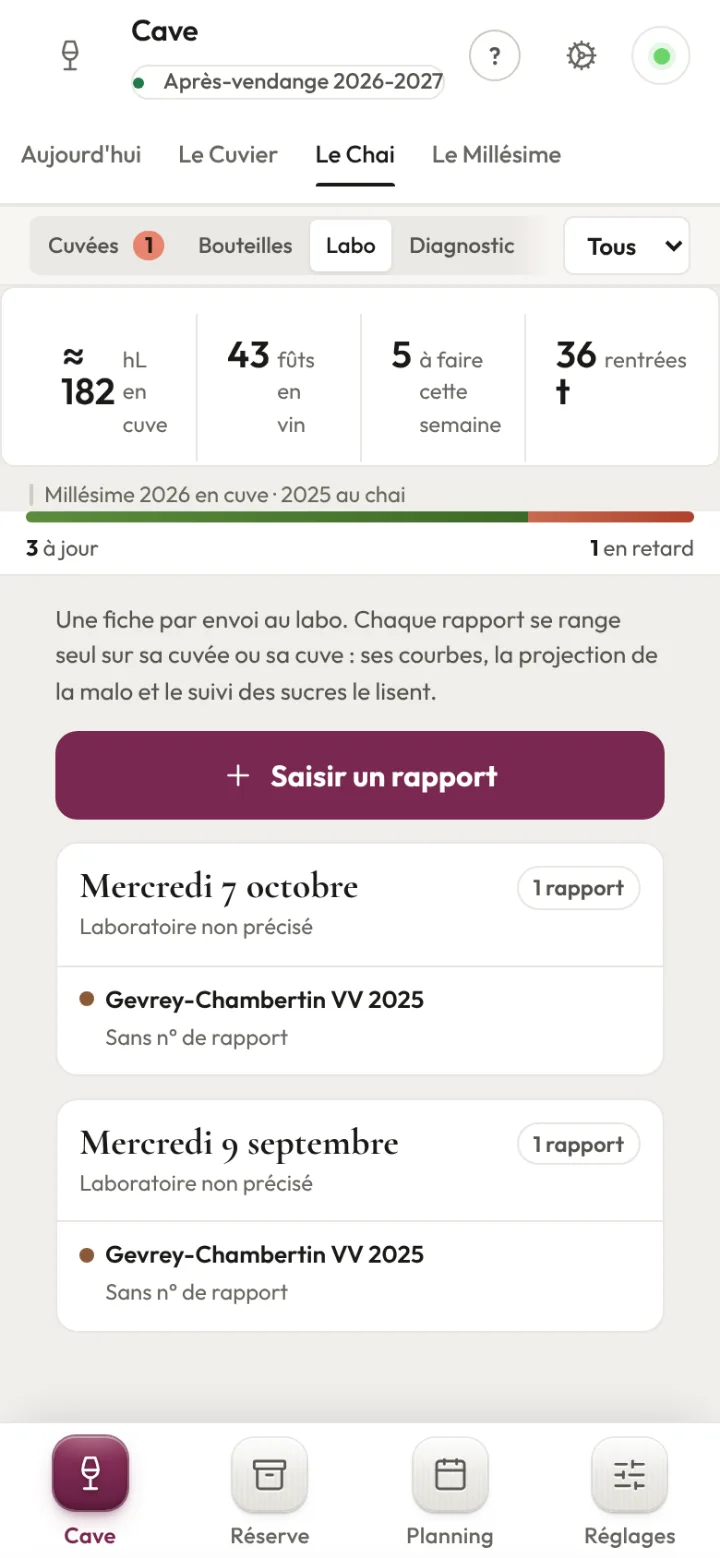 Cave
Après-vendange 2026-2027
?
Aujourd'hui Le Cuvier Le Chai Le Millésime
Cuvées 1 Bouteilles Labo Diagnostic Tous
≈ 182 hL en cuve
43 fûts en vin
5 à faire cette semaine
36 t rentrées
Millésime 2026 en cuve · 2025 au chai
3 à jour 1 en retard
Une fiche par envoi au labo. Chaque rapport se range
seul sur sa cuvée ou sa cuve : ses courbes, la projection de
la malo et le suivi des sucres le lisent.
+ Saisir un rapport
Mercredi 7 octobre 1 rapport
Laboratoire non précisé
Gevrey-Chambertin VV 2025
Sans n° de rapport
Mercredi 9 septembre 1 rapport
Laboratoire non précisé
Gevrey-Chambertin VV 2025
Sans n° de rapport
Cave Réserve Planning Réglages